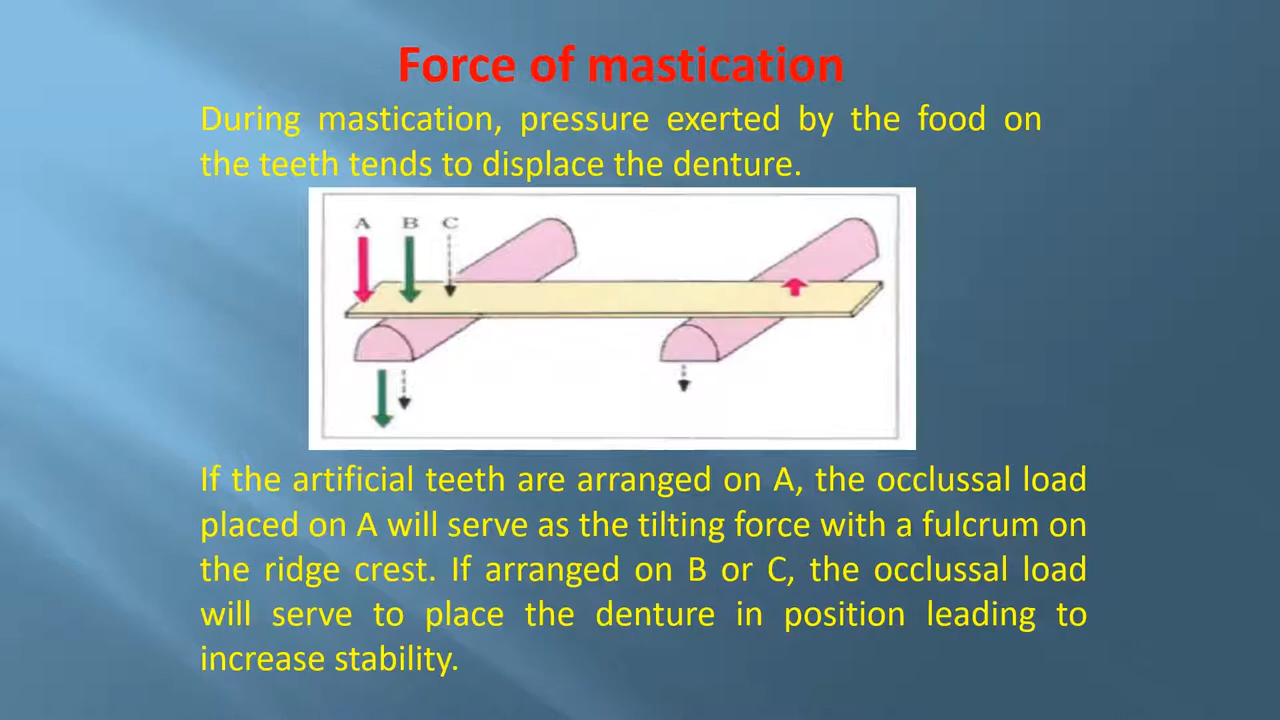 Force of mastication
During mastication, pressure exerted by the food on
the teeth tends to displace the denture.
A B C
If the artificial teeth are arranged on A, the occlussal load
placed on A will serve as the tilting force with a fulcrum on
the ridge crest. If arranged on B or C, the occlussal load
will serve to place the denture in position leading to
increase stability.